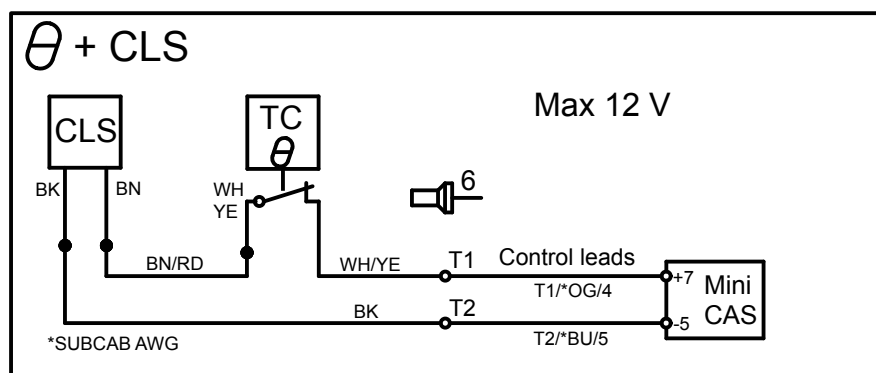 θ + CLS
Max 12 V
CLS
TC
θ
BK
BN
WH
YE
6
BN/RD
WH/YE
T1
Control leads
+7
Mini
CAS
T1/*OG/4
BK
T2
-5
T2/*BU/5
*SUBCAB AWG